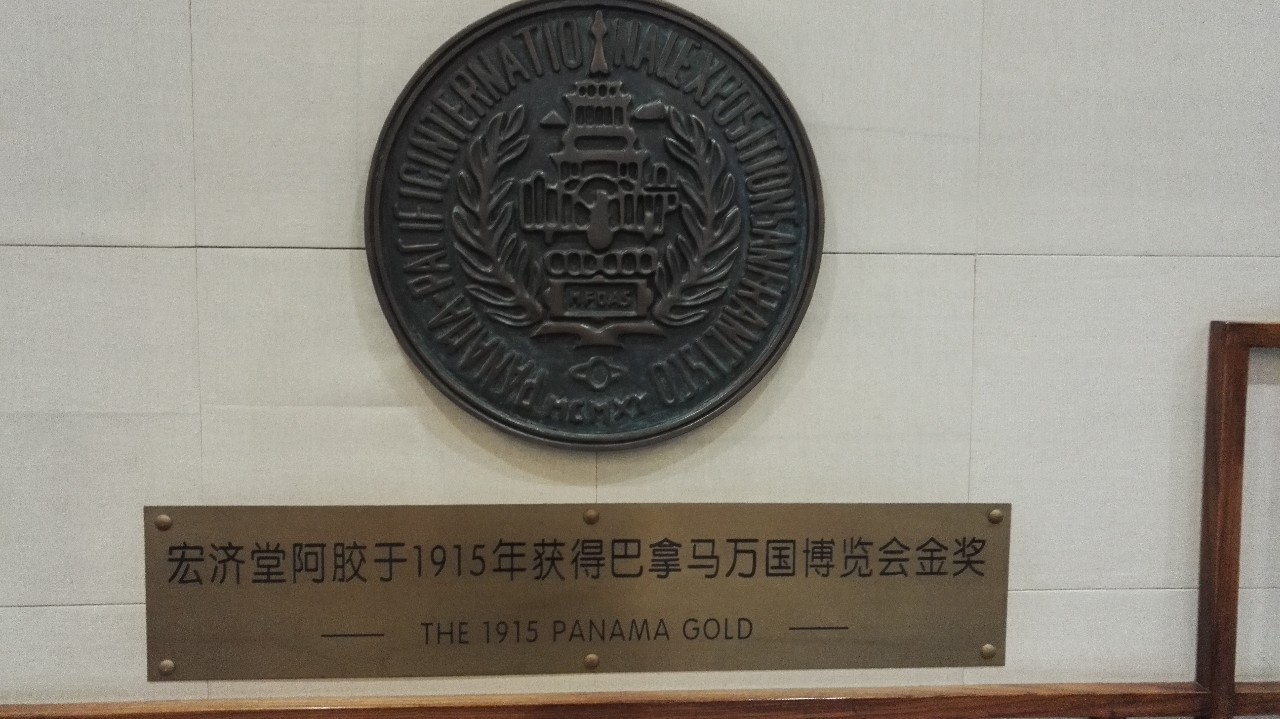 PANAMA-PACIFIC INTERNATIONAL EXPOSITION SAN FRANCISCO
MCMXV
宏济堂阿胶于1915年获得巴拿马万国博览会金奖
THE 1915 PANAMA GOLD